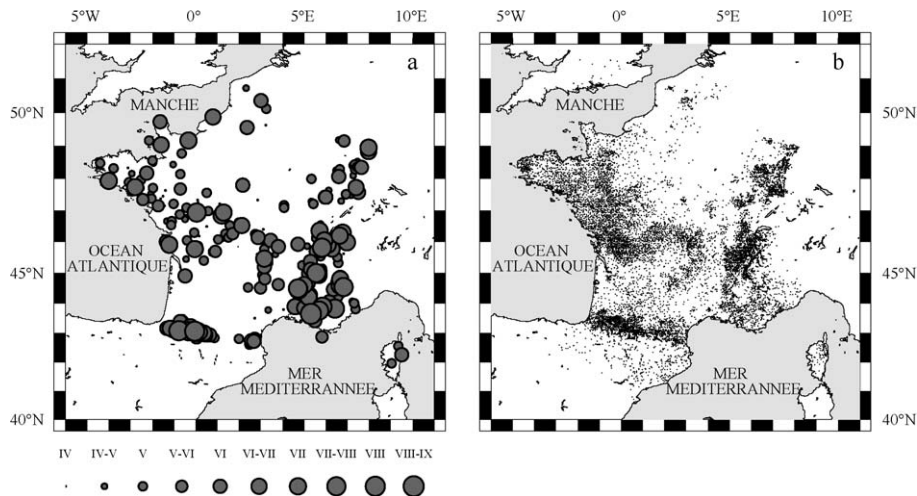 5°W 0° 5°E 10°E 5°W 0° 5°E 10°E
a b
50°N 50°N
MANCHE MANCHE
OCEAN OCEAN
ATLANTIQUE ATLANTIQUE
45°N 45°N
MER MER
MEDITERRANNEE MEDITERRANNEE
40°N 40°N
IV IV-V V V-VI VI VI-VII VII VII-VIII VIII VIII-IX